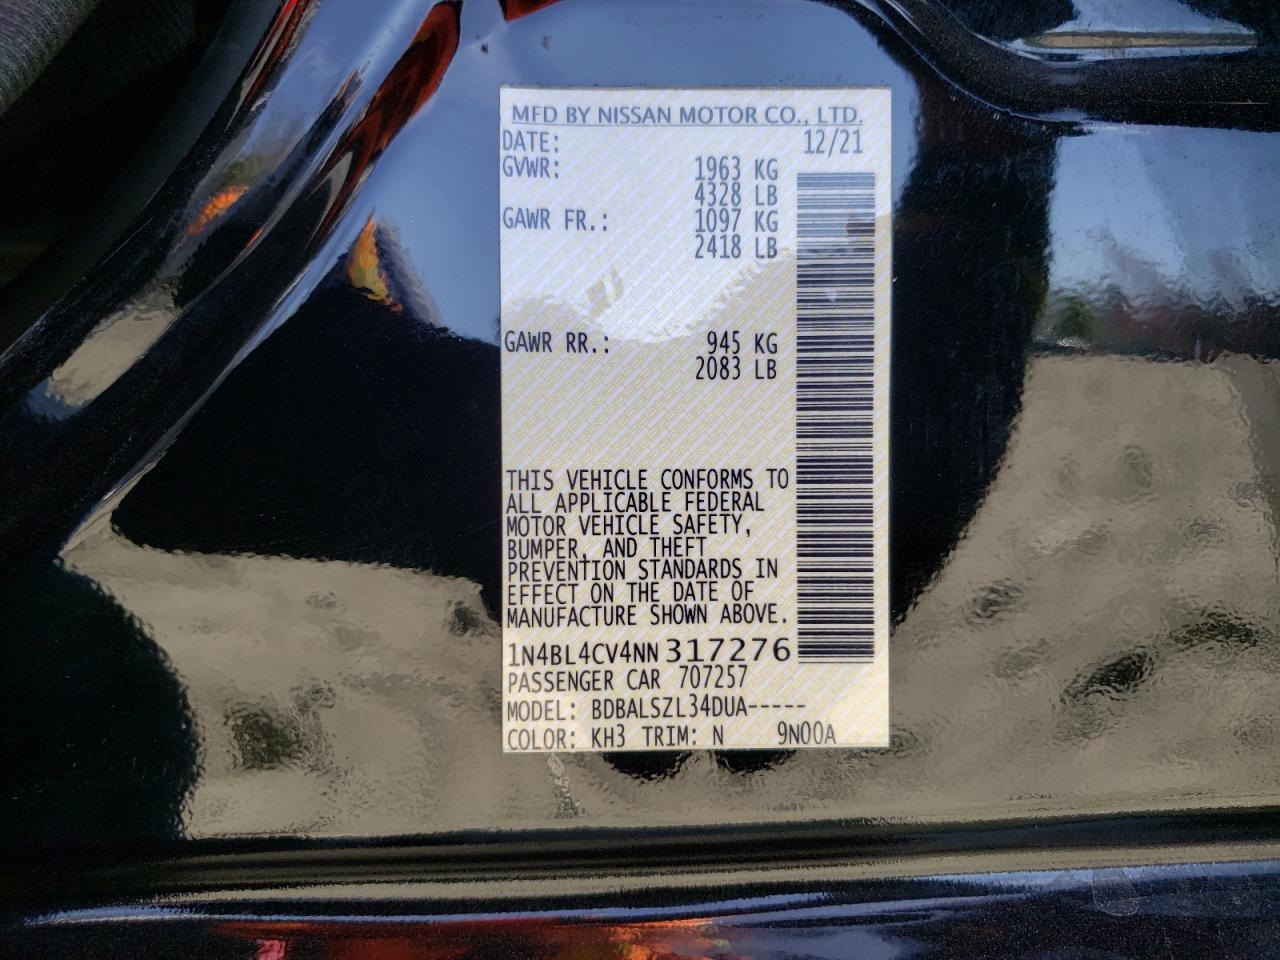 MFD BY NISSAN MOTOR CO., LTD.
DATE: 12/21
GVWR: 1963 KG
4328 LB
GAWR FR.: 1097 KG
2418 LB
GAWR RR.: 945 KG
2083 LB
THIS VEHICLE CONFORMS TO
ALL APPLICABLE FEDERAL
MOTOR VEHICLE SAFETY,
BUMPER, AND THEFT
PREVENTION STANDARDS IN
EFFECT ON THE DATE OF
MANUFACTURE SHOWN ABOVE.
1N4BL4CV4NN317276
PASSENGER CAR 707257
MODEL: BDBALSZL34DUA-----
COLOR: KH3 TRIM: N 9N00A